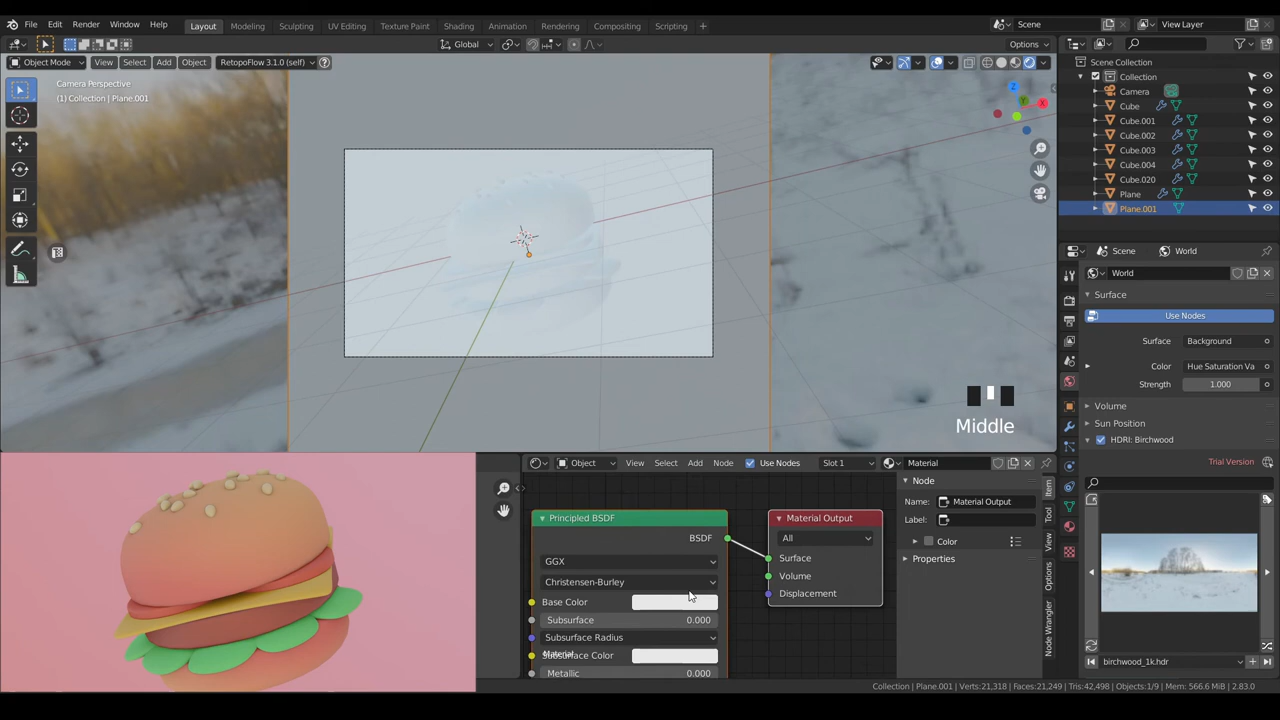 File Edit Render Window Help Layout Modeling Sculpting UV Editing Texture Paint Shading Animation Rendering Compositing Scripting + Scene View Layer
Global Options
Object Mode View Select Add Object RetopoFlow 3.1.0 (self)
Camera Perspective
(1) Collection | Plane.001
X
Y
Z
Middle
Scene Collection
Collection
Camera
Cube
Cube.001
Cube.002
Cube.003
Cube.004
Cube.020
Plane
Plane.001
Scene World
World
Surface
Use Nodes
Surface Background
Color Hue Saturation Va
Strength 1.000
Volume
Sun Position
HDRI: Birchwood
Trial Version
birchwood_1k.hdr
Object View Select Add Node Use Nodes Slot 1 Material
Principled BSDF
BSDF
GGX
Christensen-Burley
Base Color
Subsurface 0.000
Subsurface Radius
Subsurface Color
Material
Metallic 0.000
Material Output
All
Surface
Volume
Displacement
Node
Name: Material Output
Label:
Color
Properties
Item
Tool
View
Options
Node Wrangler
Collection | Plane.001 | Verts:21,318 | Faces:21,249 | Tris:42,498 | Objects:1/9 | Mem: 566.6 MiB | 2.83.0